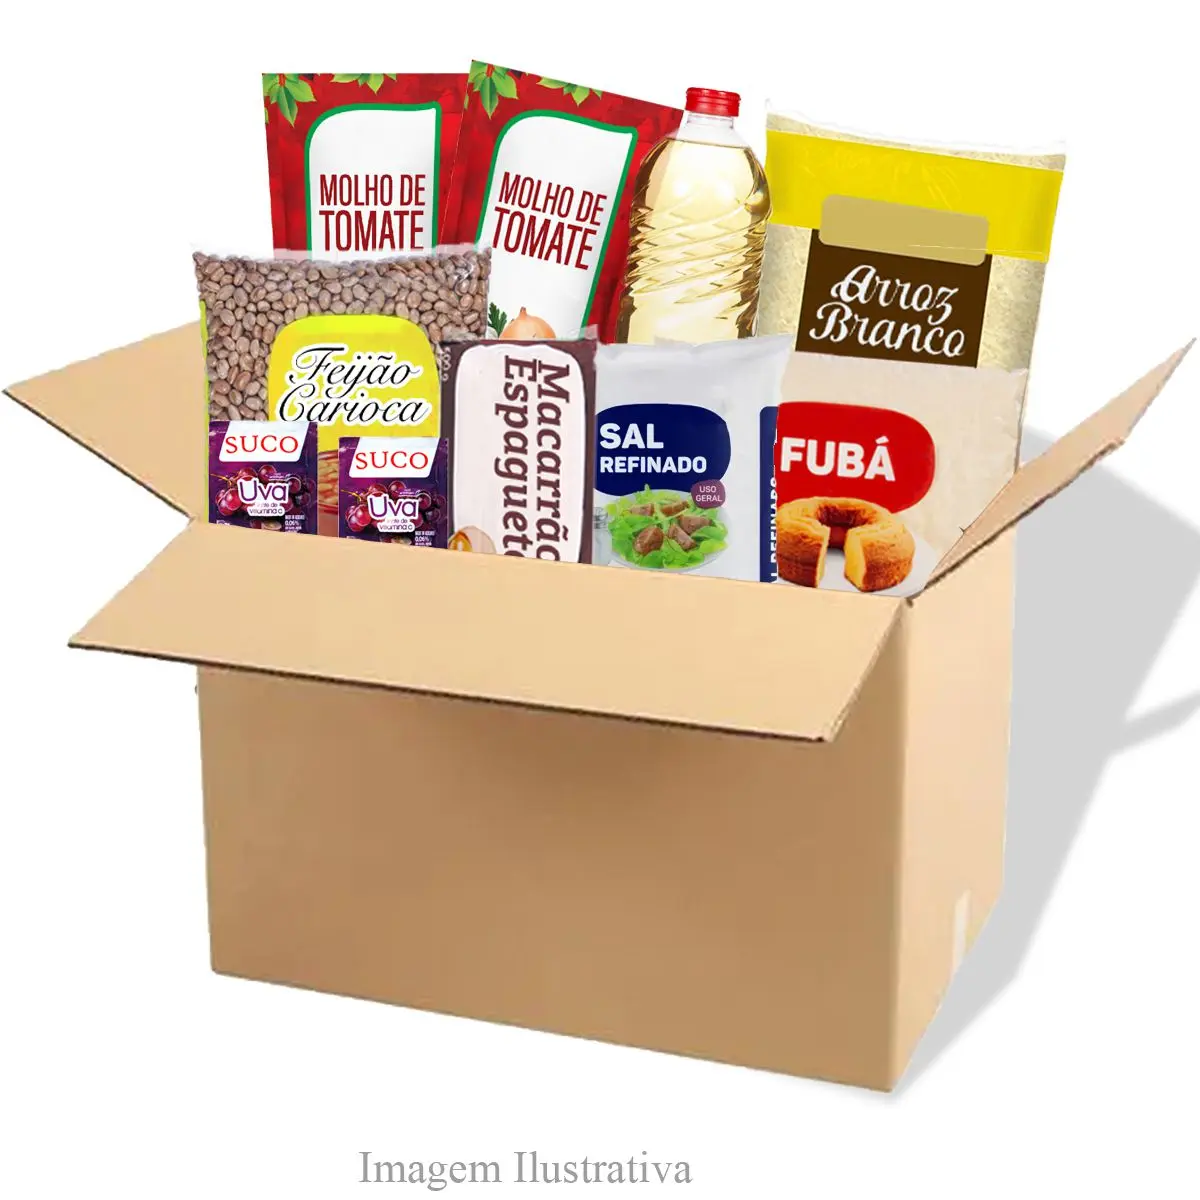 MOLHO DE
TOMATE
MOLHO DE
TOMATE
Arroz
Branco
Feijão
Carioca
Macarrão
Espaguete
SUCO
Uva
SUCO
Uva
SAL
REFINADO
USO
GERAL
FUBÁ
Imagem Ilustrativa